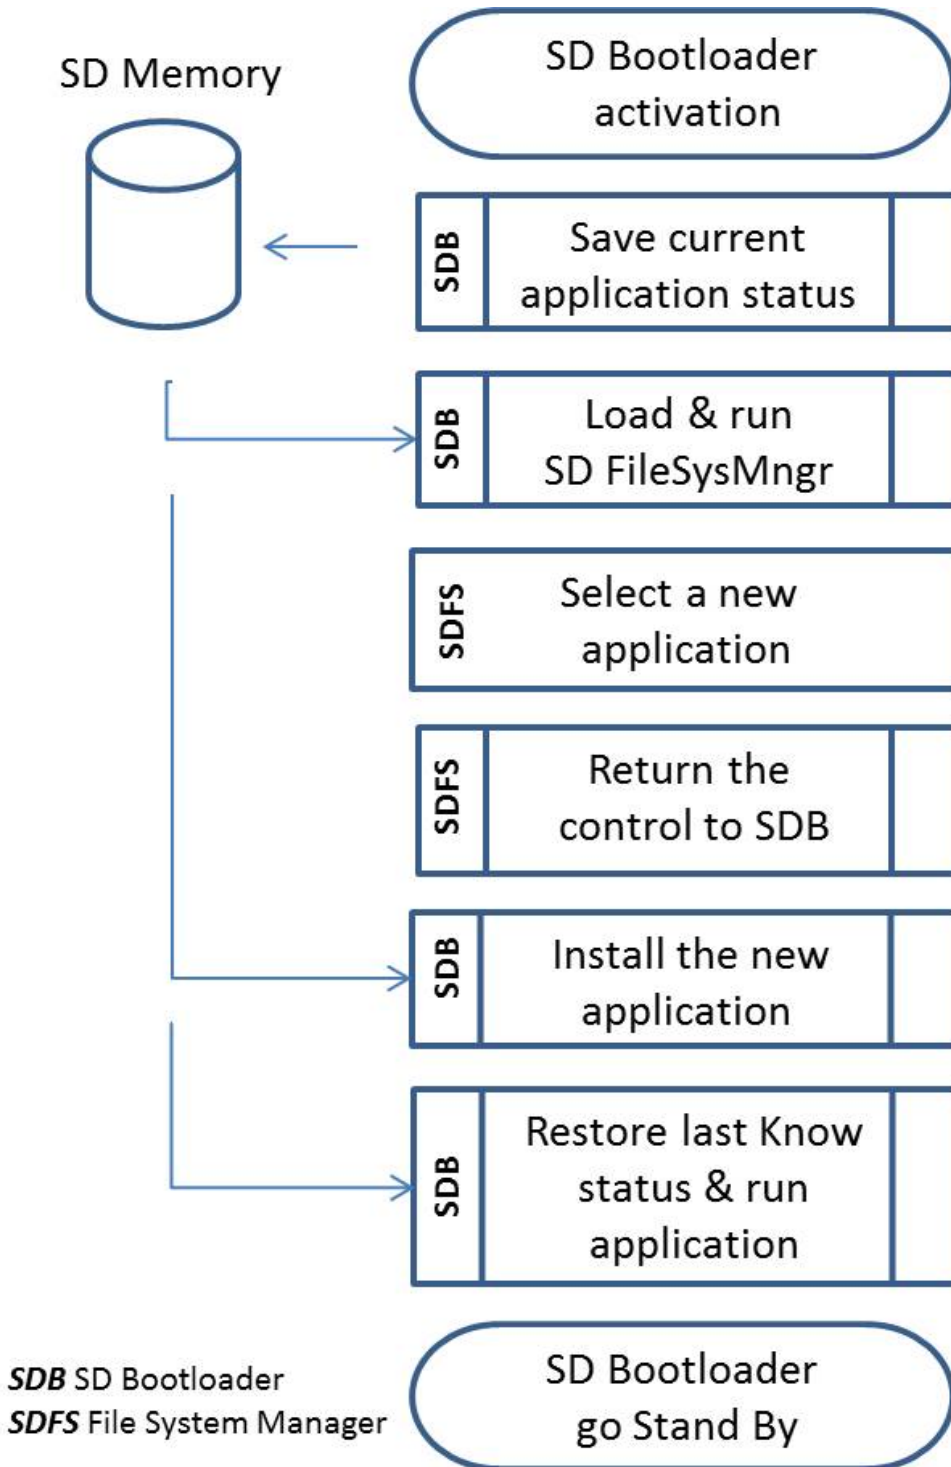 SD Memory
SD Bootloader
activation
SDB
Save current
application status
SDB
Load & run
SD FileSysMngr
SDFS
Select a new
application
SDFS
Return the
control to SDB
SDB
Install the new
application
SDB
Restore last Know
status & run
application
SDB SD Bootloader
SDFS File System Manager
SD Bootloader
go Stand By